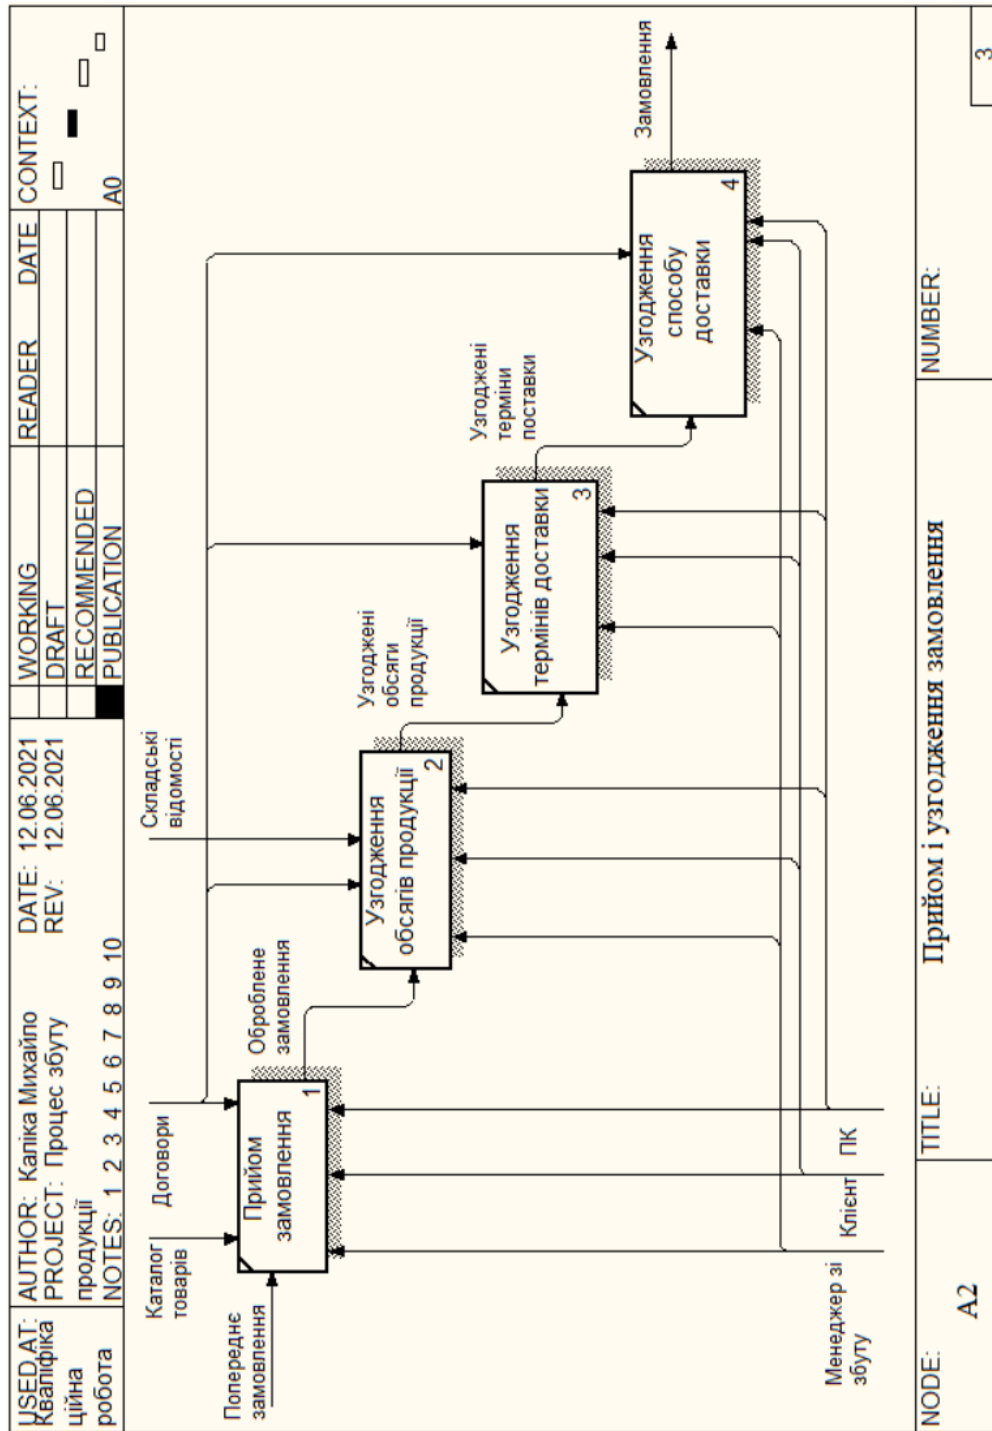 USED AT:
Кваліфіка
ційна
робота
AUTHOR: Капіка Михайло
PROJECT: Процес збуту
продукції
NOTES: 1 2 3 4 5 6 7 8 9 10
DATE: 12.06.2021
REV: 12.06.2021
WORKING
DRAFT
RECOMMENDED
PUBLICATION
READER
DATE
CONTEXT:
A0
Попереднє
замовлення
Каталог
товарів
Договори
Складські
відомості
Прийом
замовлення
1
Оброблене
замовлення
Узгодження
обсягів продукції
2
Узгоджені
обсяги
продукції
Узгодження
термінів доставки
3
Узгоджені
терміни
поставки
Узгодження
способу
доставки
4
Замовлення
Менеджер зі
збуту
Клієнт
ПК
NODE:
A2
TITLE:
Прийом і узгодження замовлення
NUMBER:
3